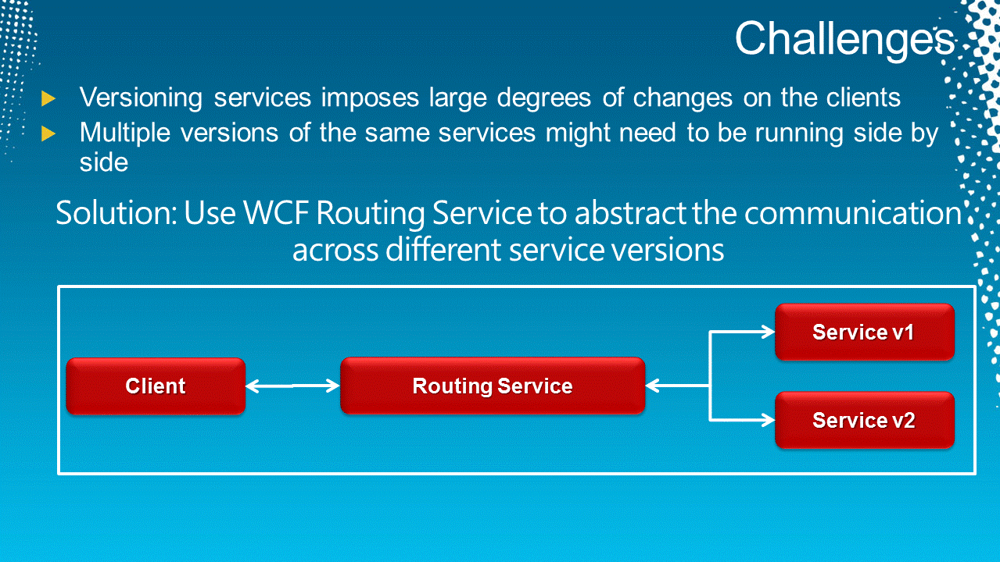 Challenges
Versioning services imposes large degrees of changes on the clients
Multiple versions of the same services might need to be running side by
side
Solution: Use WCF Routing Service to abstract the communication
across different service versions
Service v1
Client
Routing Service
Service v2